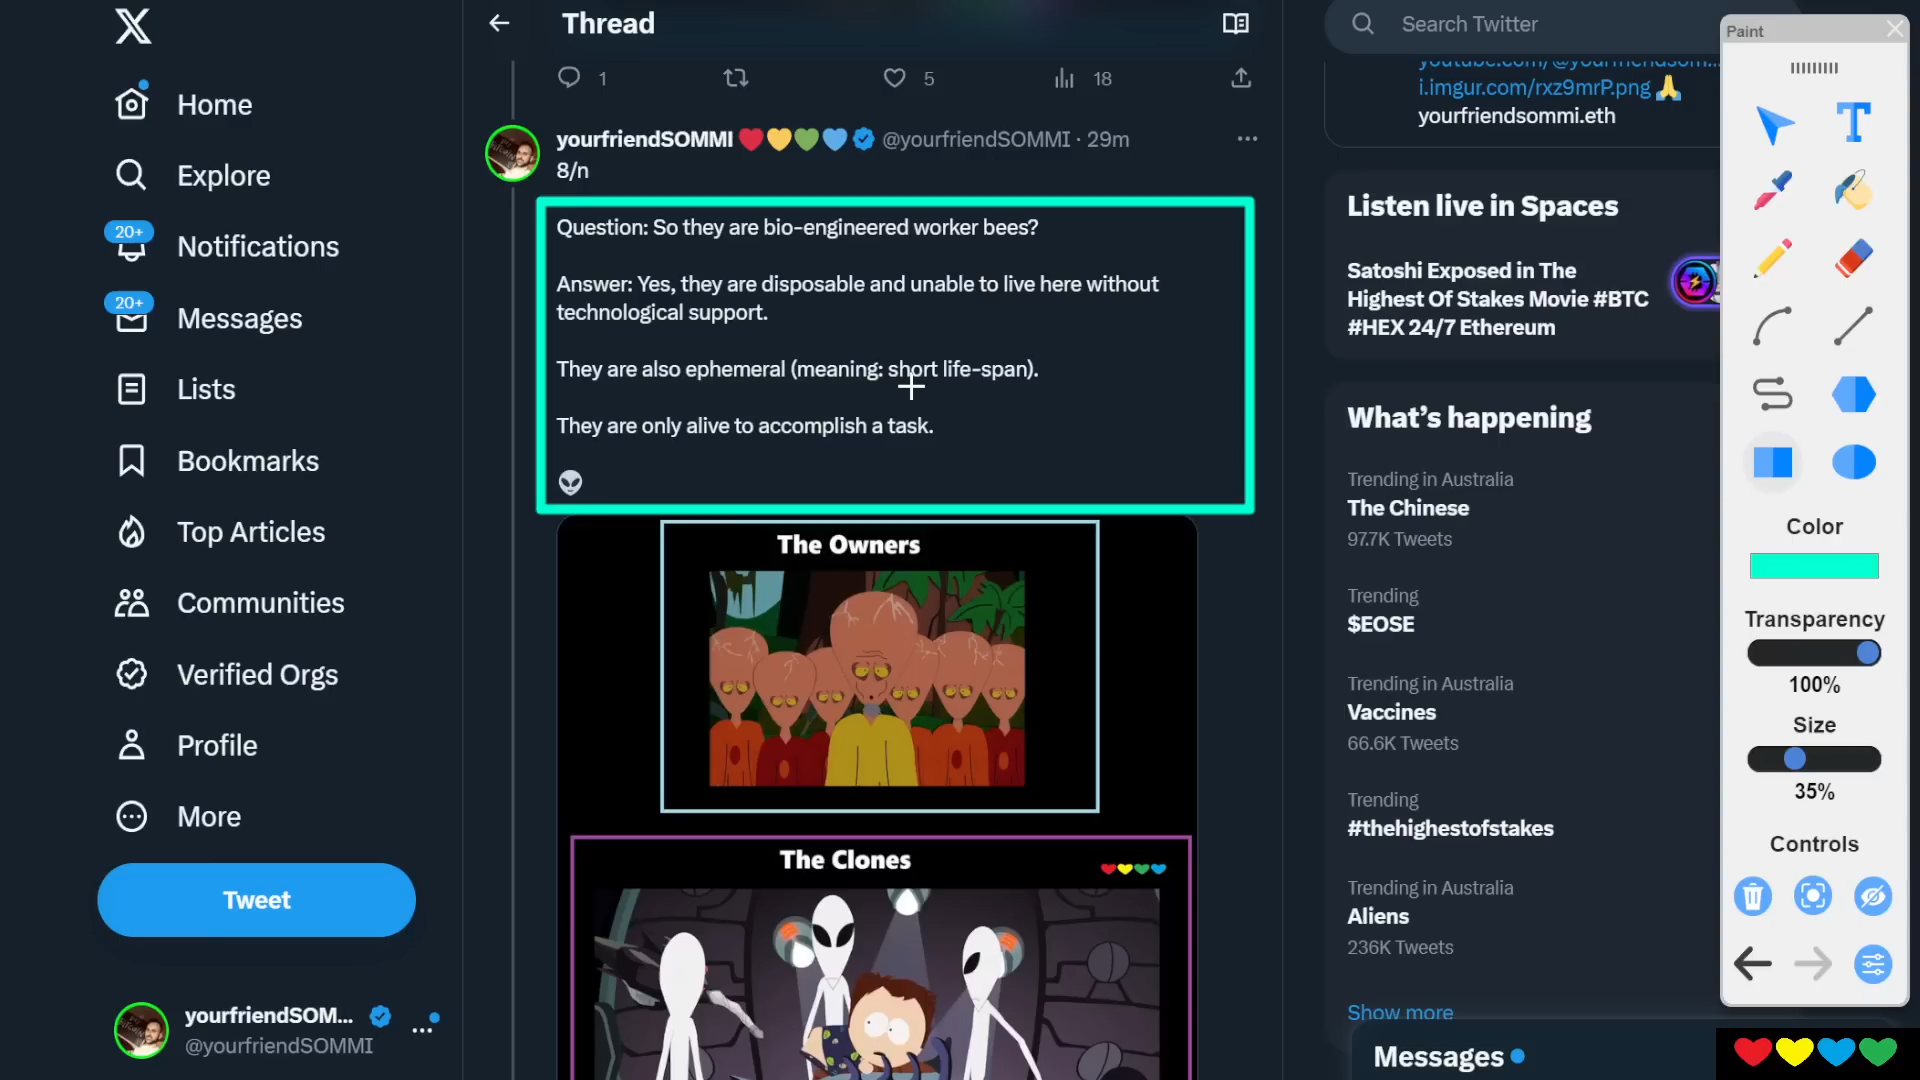 Home
Explore
20+
Notifications
20+
Messages
Lists
Bookmarks
Top Articles
Communities
Verified Orgs
Profile
More
Tweet
yourfriendSOM...
@yourfriendSOMMI
Thread
1
5
18
yourfriendSOMMI @yourfriendSOMMI · 29m
8/n
Question: So they are bio-engineered worker bees?
Answer: Yes, they are disposable and unable to live here without
technological support.
They are also ephemeral (meaning: short life-span).
They are only alive to accomplish a task.
The Owners
The Clones
Search Twitter
youtube.com/@yourfriendsom...
i.imgur.com/rxz9mrP.png
yourfriendsommi.eth
Listen live in Spaces
Satoshi Exposed in The
Highest Of Stakes Movie #BTC
#HEX 24/7 Ethereum
What's happening
Trending in Australia
The Chinese
97.7K Tweets
Trending
$EOSE
Trending in Australia
Vaccines
66.6K Tweets
Trending
#thehighestofstakes
Trending in Australia
Aliens
236K Tweets
Show more
Messages
Paint
Color
Transparency
100%
Size
35%
Controls